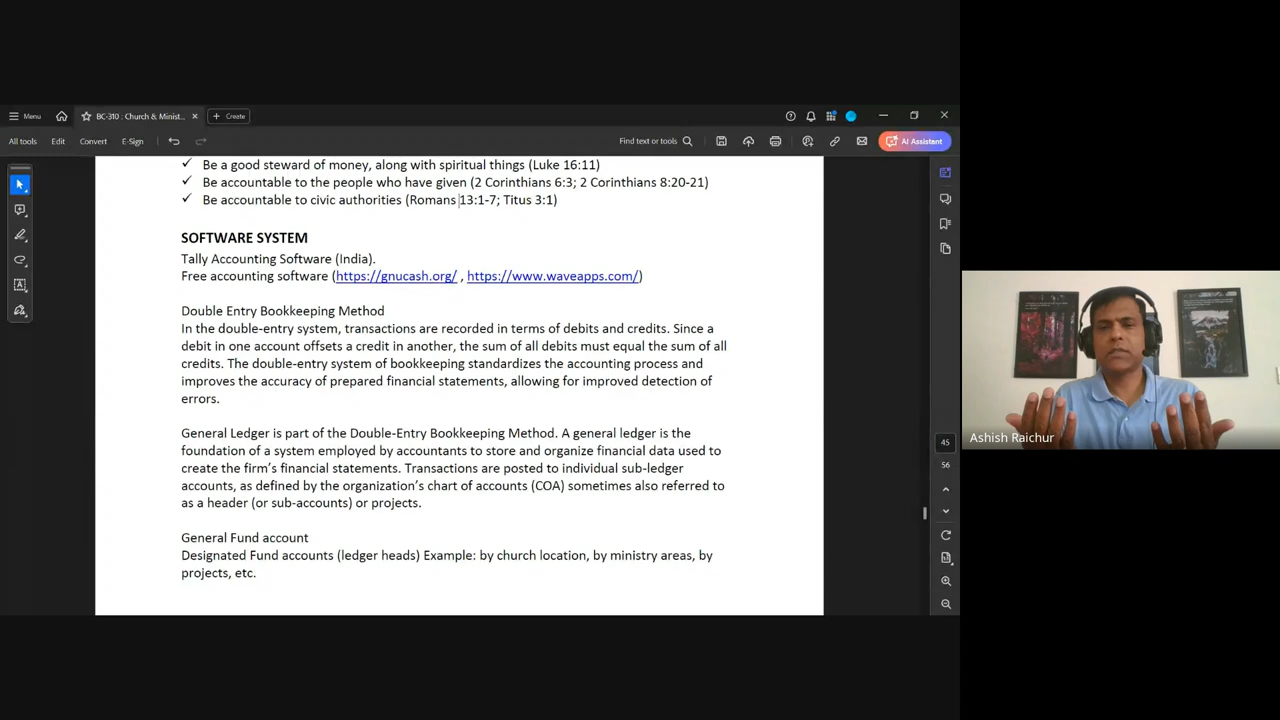 Menu
BC-310 : Church & Minist...
Create
All tools Edit Convert E-Sign
Find text or tools
AI Assistant
✓ Be a good steward of money, along with spiritual things (Luke 16:11)
✓ Be accountable to the people who have given (2 Corinthians 6:3; 2 Corinthians 8:20-21)
✓ Be accountable to civic authorities (Romans 13:1-7; Titus 3:1)
SOFTWARE SYSTEM
Tally Accounting Software (India).
Free accounting software (https://gnucash.org/ , https://www.waveapps.com/)
Double Entry Bookkeeping Method
In the double-entry system, transactions are recorded in terms of debits and credits. Since a
debit in one account offsets a credit in another, the sum of all debits must equal the sum of all
credits. The double-entry system of bookkeeping standardizes the accounting process and
improves the accuracy of prepared financial statements, allowing for improved detection of
errors.
General Ledger is part of the Double-Entry Bookkeeping Method. A general ledger is the
foundation of a system employed by accountants to store and organize financial data used to
create the firm's financial statements. Transactions are posted to individual sub-ledger
accounts, as defined by the organization's chart of accounts (COA) sometimes also referred to
as a header (or sub-accounts) or projects.
General Fund account
Designated Fund accounts (ledger heads) Example: by church location, by ministry areas, by
projects, etc.
45
56
Ashish Raichur